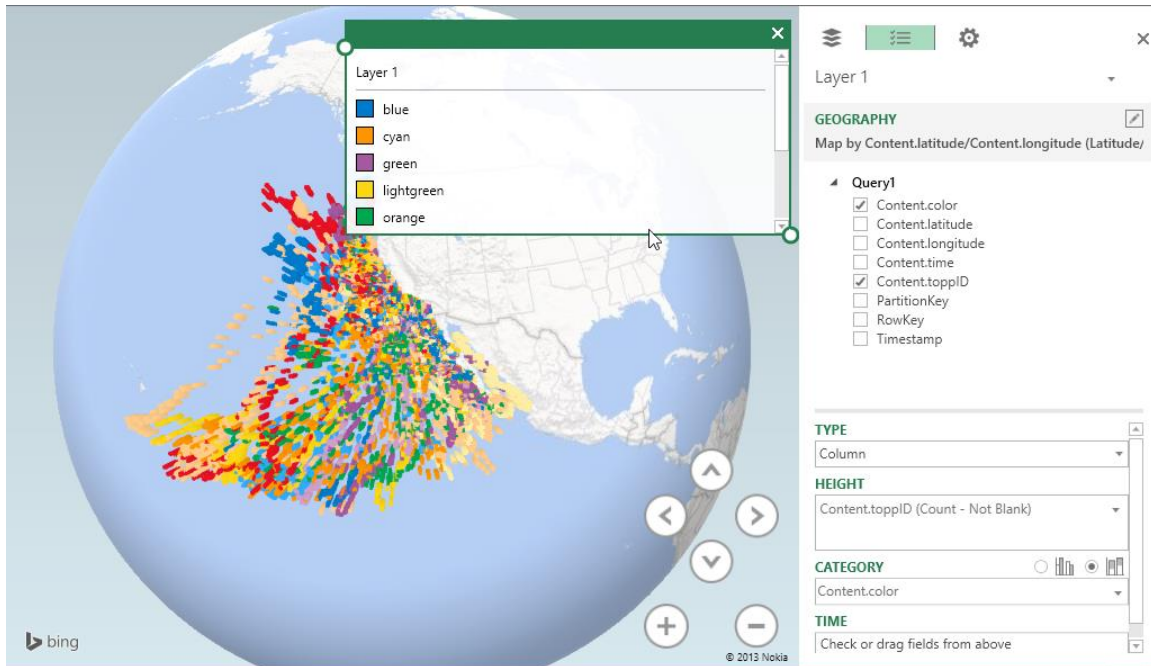 Layer 1
blue
cyan
green
lightgreen
orange
bing
© 2013 Nokia
Layer 1
GEOGRAPHY
Map by Content.latitude/Content.longitude (Latitude/
Query1
Content.color
Content.latitude
Content.longitude
Content.time
Content.toppID
PartitionKey
RowKey
Timestamp
TYPE
Column
HEIGHT
Content.toppID (Count - Not Blank)
CATEGORY
Content.color
TIME
Check or drag fields from above